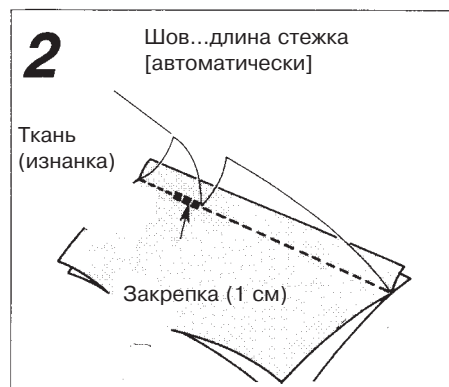 2
Шов...длина стежка
[автоматически]
Ткань
(изнанка)
Закрепка (1 см)